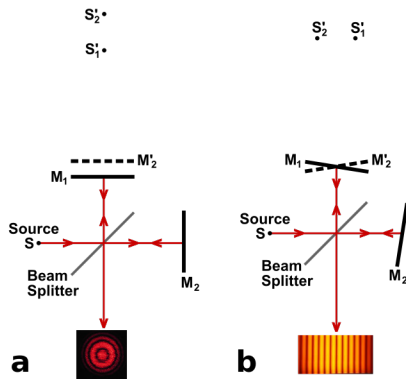 S′₂
S′₁
M′₂
M₁
Source
S
Beam
Splitter
M₂
a
S′₂ S′₁
M₁ M′₂
Source
S
Beam
Splitter
M₂
b